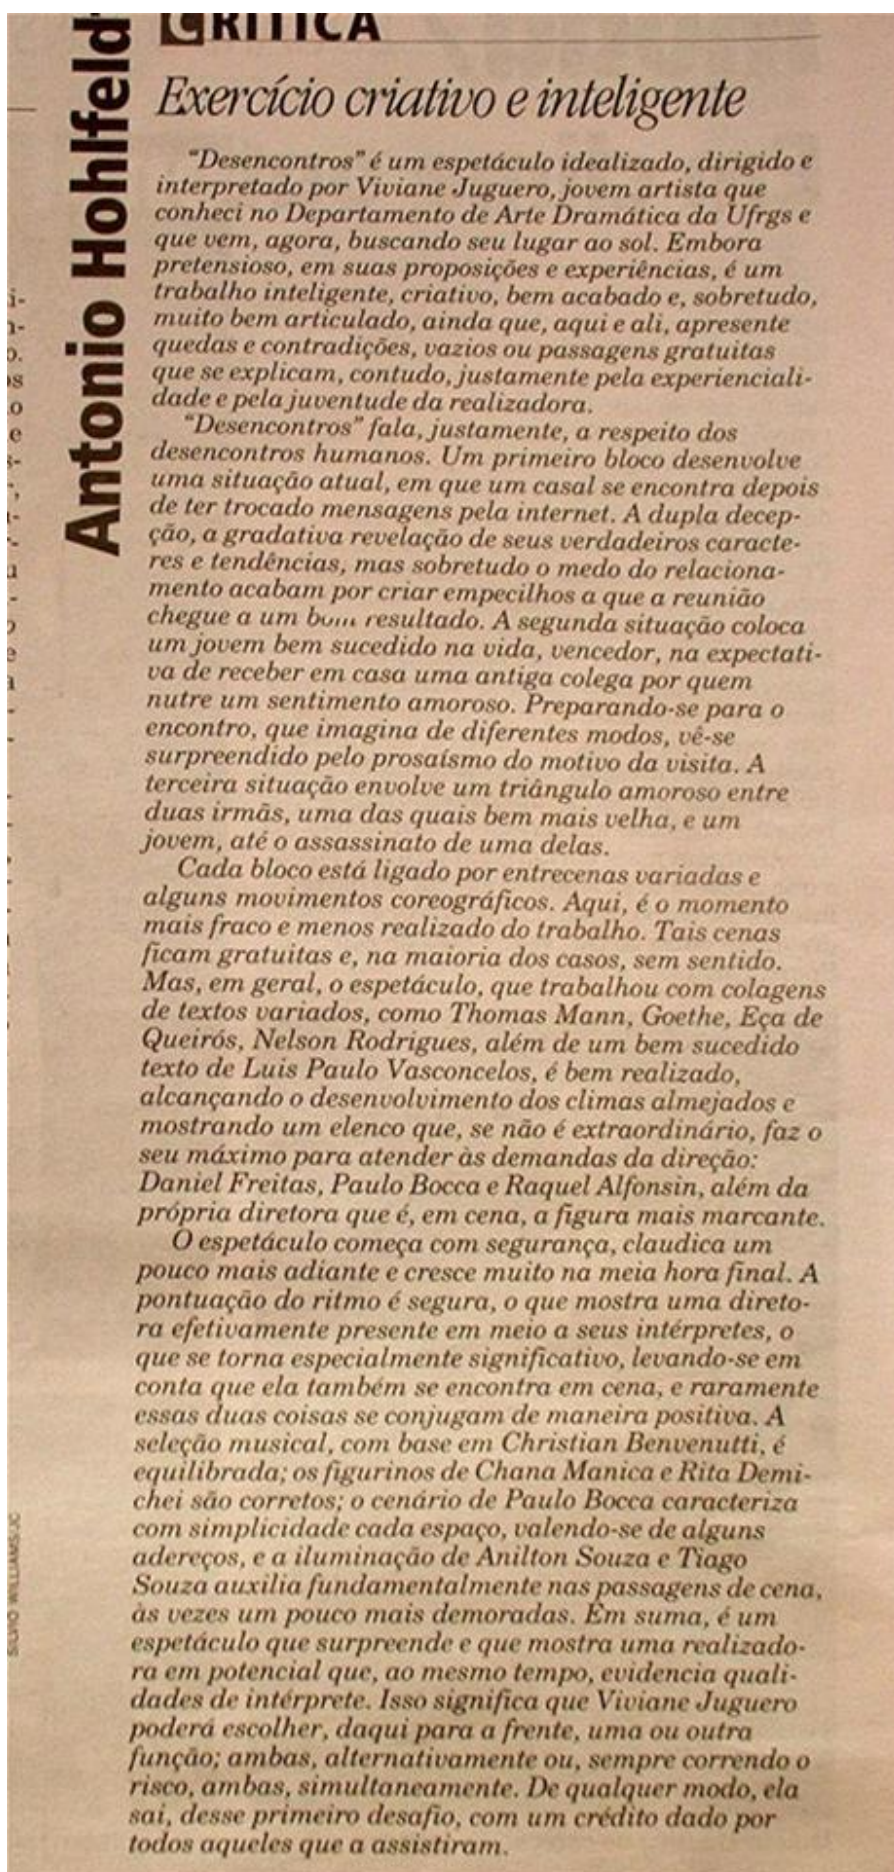 CRÍTICA
Antonio Hohlfeldt
Exercício criativo e inteligente
"Desencontros" é um espetáculo idealizado, dirigido e
interpretado por Viviane Juguero, jovem artista que
conheci no Departamento de Arte Dramática da Ufrgs e
que vem, agora, buscando seu lugar ao sol. Embora
pretensioso, em suas proposições e experiências, é um
trabalho inteligente, criativo, bem acabado e, sobretudo,
muito bem articulado, ainda que, aqui e ali, apresente
quedas e contradições, vazios ou passagens gratuitas
que se explicam, contudo, justamente pela experienciali-
dade e pela juventude da realizadora.
"Desencontros" fala, justamente, a respeito dos
desencontros humanos. Um primeiro bloco desenvolve
uma situação atual, em que um casal se encontra depois
de ter trocado mensagens pela internet. A dupla decep-
ção, a gradativa revelação de seus verdadeiros caracte-
res e tendências, mas sobretudo o medo do relaciona-
mento acabam por criar empecilhos a que a reunião
chegue a um bom resultado. A segunda situação coloca
um jovem bem sucedido na vida, vencedor, na expectati-
va de receber em casa uma antiga colega por quem
nutre um sentimento amoroso. Preparando-se para o
encontro, que imagina de diferentes modos, vê-se
surpreendido pelo prosaísmo do motivo da visita. A
terceira situação envolve um triângulo amoroso entre
duas irmãs, uma das quais bem mais velha, e um
jovem, até o assassinato de uma delas.
Cada bloco está ligado por entrecenas variadas e
alguns movimentos coreográficos. Aqui, é o momento
mais fraco e menos realizado do trabalho. Tais cenas
ficam gratuitas e, na maioria dos casos, sem sentido.
Mas, em geral, o espetáculo, que trabalhou com colagens
de textos variados, como Thomas Mann, Goethe, Eça de
Queirós, Nelson Rodrigues, além de um bem sucedido
texto de Luis Paulo Vasconcelos, é bem realizado,
alcançando o desenvolvimento dos climas almejados e
mostrando um elenco que, se não é extraordinário, faz o
seu máximo para atender às demandas da direção:
Daniel Freitas, Paulo Bocca e Raquel Alfonsin, além da
própria diretora que é, em cena, a figura mais marcante.
O espetáculo começa com segurança, claudica um
pouco mais adiante e cresce muito na meia hora final. A
pontuação do ritmo é segura, o que mostra uma direto-
ra efetivamente presente em meio a seus intérpretes, o
que se torna especialmente significativo, levando-se em
conta que ela também se encontra em cena, e raramente
essas duas coisas se conjugam de maneira positiva. A
seleção musical, com base em Christian Benvenutti, é
equilibrada; os figurinos de Chana Manica e Rita Demi-
chei são corretos; o cenário de Paulo Bocca caracteriza
com simplicidade cada espaço, valendo-se de alguns
adereços, e a iluminação de Anilton Souza e Tiago
Souza auxilia fundamentalmente nas passagens de cena,
às vezes um pouco mais demoradas. Em suma, é um
espetáculo que surpreende e que mostra uma realizado-
ra em potencial que, ao mesmo tempo, evidencia quali-
dades de intérprete. Isso significa que Viviane Juguero
poderá escolher, daqui para a frente, uma ou outra
função; ambas, alternativamente ou, sempre correndo o
risco, ambas, simultaneamente. De qualquer modo, ela
sai, desse primeiro desafio, com um crédito dado por
todos aqueles que a assistiram.
SILVIO WILLIAMS/JC